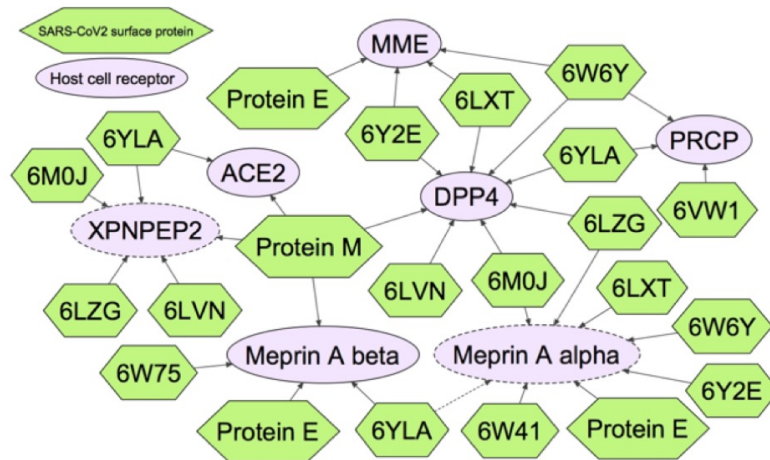 SARS-CoV2 surface protein
Host cell receptor
MME
6W6Y
Protein E
6LXT
6Y2E
6YLA
6YLA
PRCP
6M0J
ACE2
DPP4
6VW1
XPNPEP2
Protein M
6LZG
6LVN
6M0J
6LXT
6LZG
6LVN
6W6Y
Meprin A beta
Meprin A alpha
6W75
6Y2E
Protein E
6YLA
6W41
Protein E